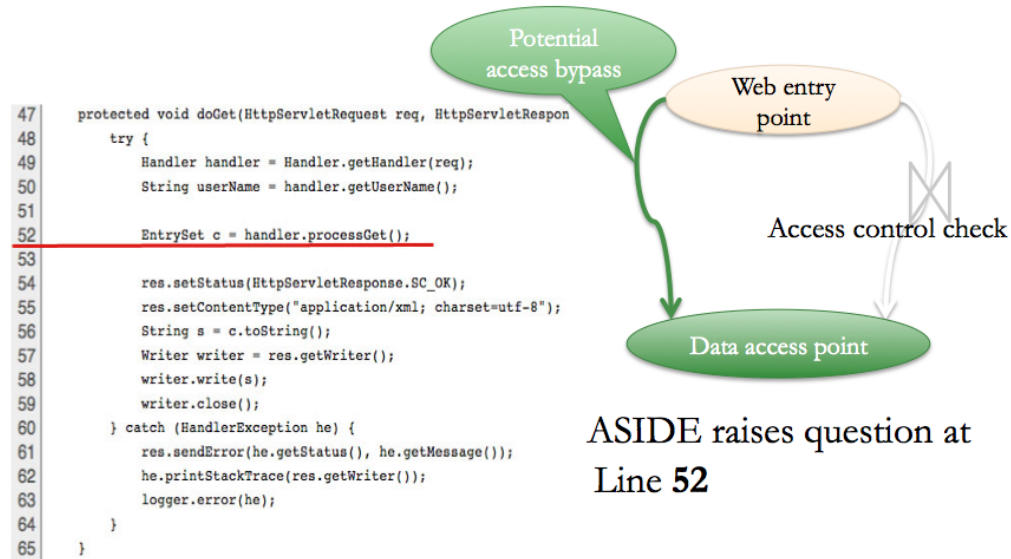 Potential
access bypass
Web entry
point
47 protected void doGet(HttpServletRequest req, HttpServletRespon
48 try {
49 Handler handler = Handler.getHandler(req);
50 String userName = handler.getUserName();
51
52 EntrySet c = handler.processGet();
53
54 res.setStatus(HttpServletResponse.SC_OK);
55 res.setContentType("application/xml; charset=utf-8");
56 String s = c.toString();
57 Writer writer = res.getWriter();
58 writer.write(s);
59 writer.close();
60 } catch (HandlerException he) {
61 res.sendError(he.getStatus(), he.getMessage());
62 he.printStackTrace(res.getWriter());
63 logger.error(he);
64 }
65 }
Access control check
Data access point
ASIDE raises question at
Line 52